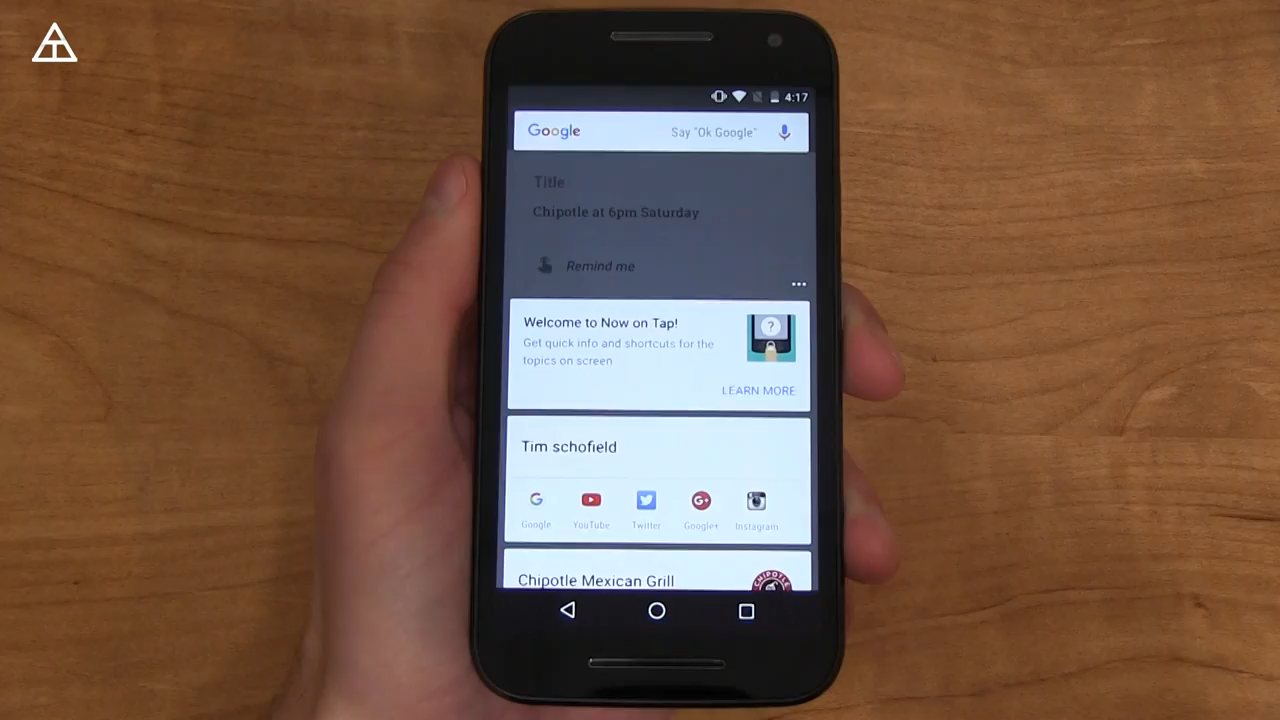 4:17
Google Say "Ok Google"
Title
Chipotle at 6pm Saturday
Remind me
Welcome to Now on Tap!
Get quick info and shortcuts for the
topics on screen
?
LEARN MORE
Tim schofield
Google YouTube Twitter Google+ Instagram
Chipotle Mexican Grill
CHIPOTLE